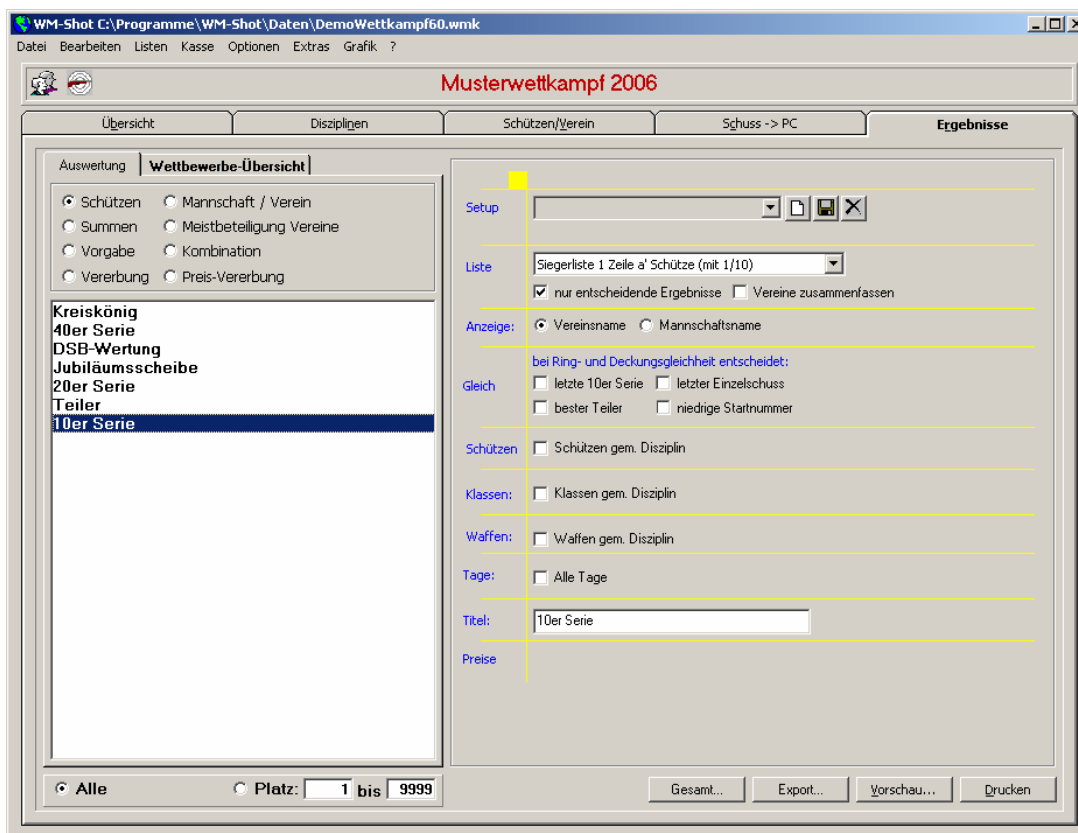 WM-Shot C:\Programme\WM-Shot\Daten\DemoWettkampf60.wmk
Datei Bearbeiten Listen Kasse Optionen Extras Grafik ?
Musterwettkampf 2006
Übersicht Disziplinen Schützen/Verein Schuss -> PC Ergebnisse
Auswertung Wettbewerbe-Übersicht
Schützen Mannschaft / Verein
Summen Meistbeteiligung Vereine
Vorgabe Kombination
Vererbung Preis-Vererbung
Kreiskönig
40er Serie
DSB-Wertung
Jubiläumsscheibe
20er Serie
Teiler
10er Serie
Alle Platz: 1 bis 9999
Setup
Liste Siegerliste 1 Zeile a' Schütze (mit 1/10)
nur entscheidende Ergebnisse Vereine zusammenfassen
Anzeige: Vereinsname Mannschaftsname
bei Ring- und Deckungsgleichheit entscheidet:
Gleich letzte 10er Serie letzter Einzelschuss
bester Teiler niedrige Startnummer
Schützen Schützen gem. Disziplin
Klassen: Klassen gem. Disziplin
Waffen: Waffen gem. Disziplin
Tage: Alle Tage
Titel: 10er Serie
Preise
Gesamt... Export... Vorschau... Drucken